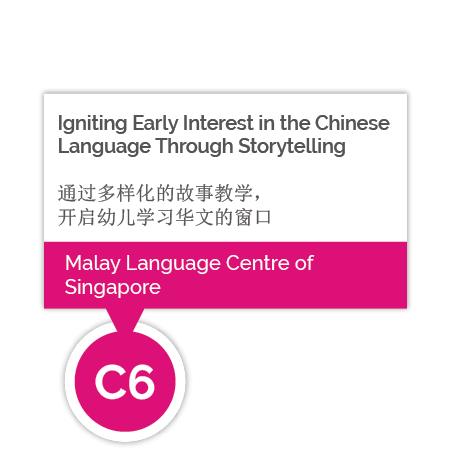 Igniting Early Interest in the Chinese
Language Through Storytelling
通过多样化的故事教学，
开启幼儿学习华文的窗口
Malay Language Centre of
Singapore
C6